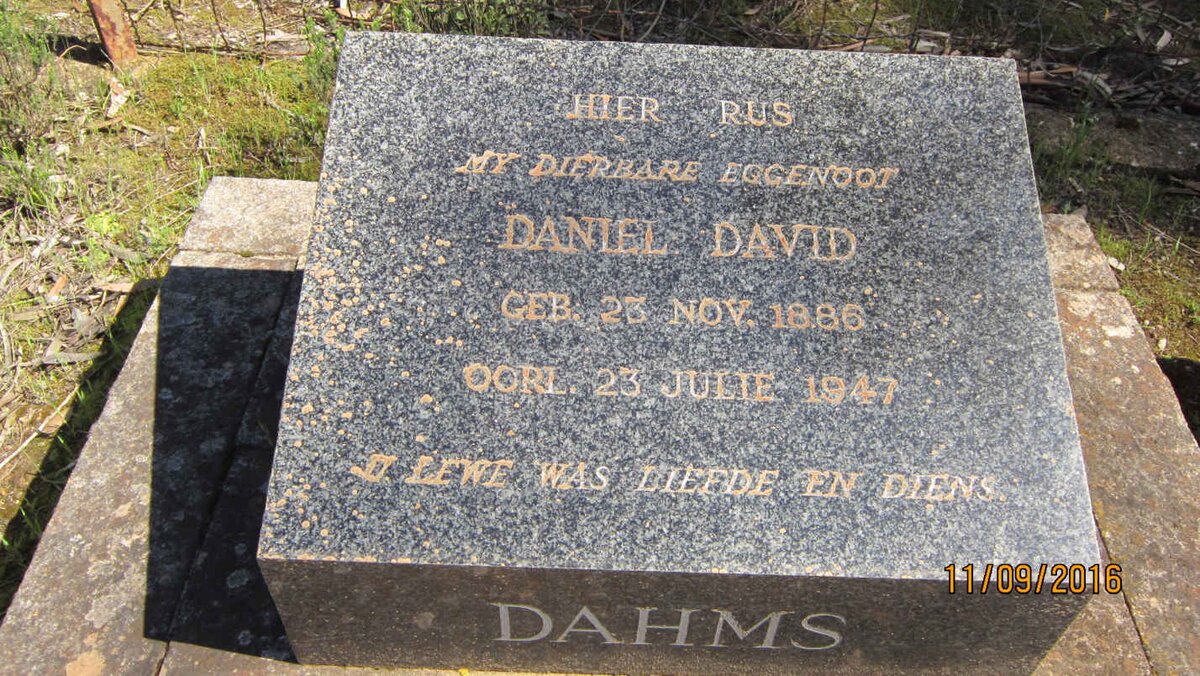 HIER RUS
MY DIERBARE EGGENOOT
DANIEL DAVID
GEB. 23 NOV. 1886
OORL. 23 JULIE 1947
SY LEWE WAS LIEFDE EN DIENS.
DAHMS
11/09/2016